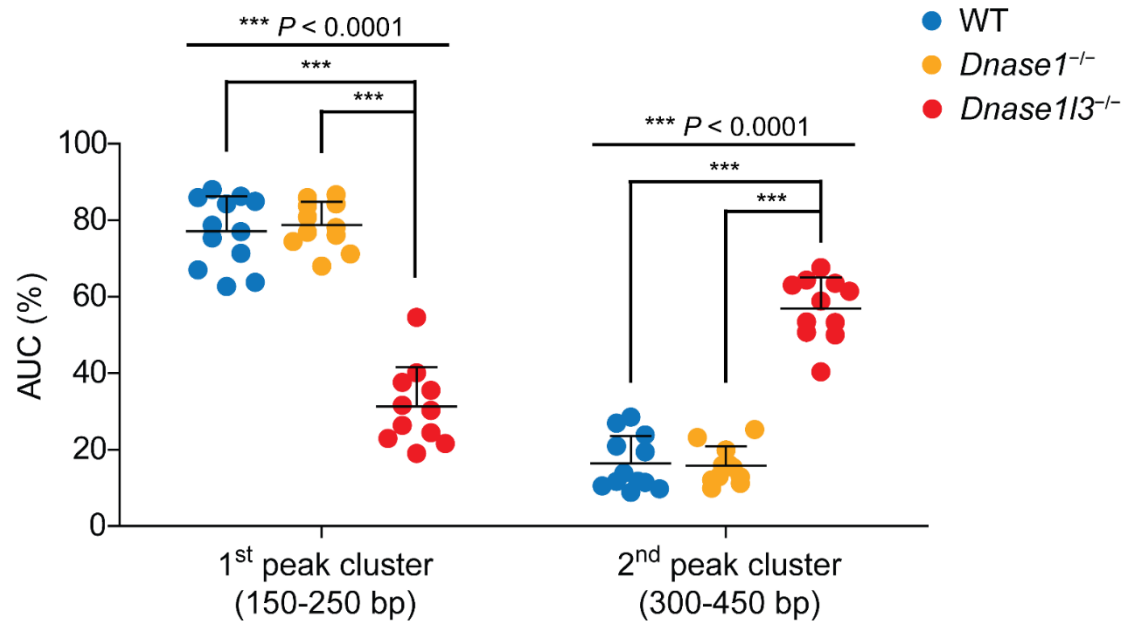 *** P < 0.0001
***
***
WT
Dnase1⁻/⁻
Dnase1l3⁻/⁻
*** P < 0.0001
***
***
AUC (%)
100
80
60
40
20
0
1st peak cluster
(150-250 bp)
2nd peak cluster
(300-450 bp)